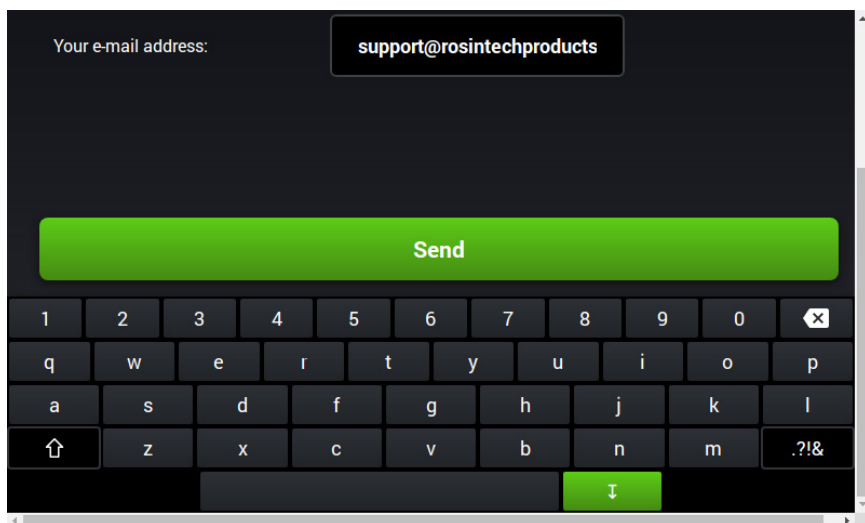 Your e-mail address: support@rosintechproducts
Send
1 2 3 4 5 6 7 8 9 0
q w e r t y u i o p
a s d f g h j k l
z x c v b n m .?!&